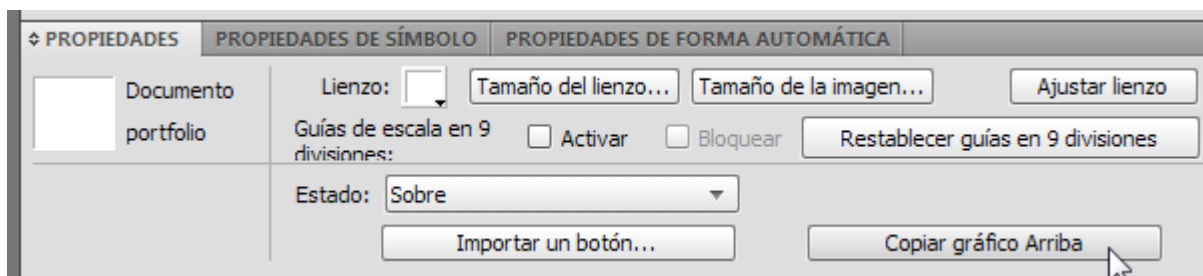 PROPIEDADES PROPIEDADES DE SÍMBOLO PROPIEDADES DE FORMA AUTOMÁTICA
Documento Lienzo: Tamaño del lienzo... Tamaño de la imagen... Ajustar lienzo
portfolio Guías de escala en 9 Activar Bloquear Restablecer guías en 9 divisiones
divisiones:
Estado: Sobre
Importar un botón... Copiar gráfico Arriba